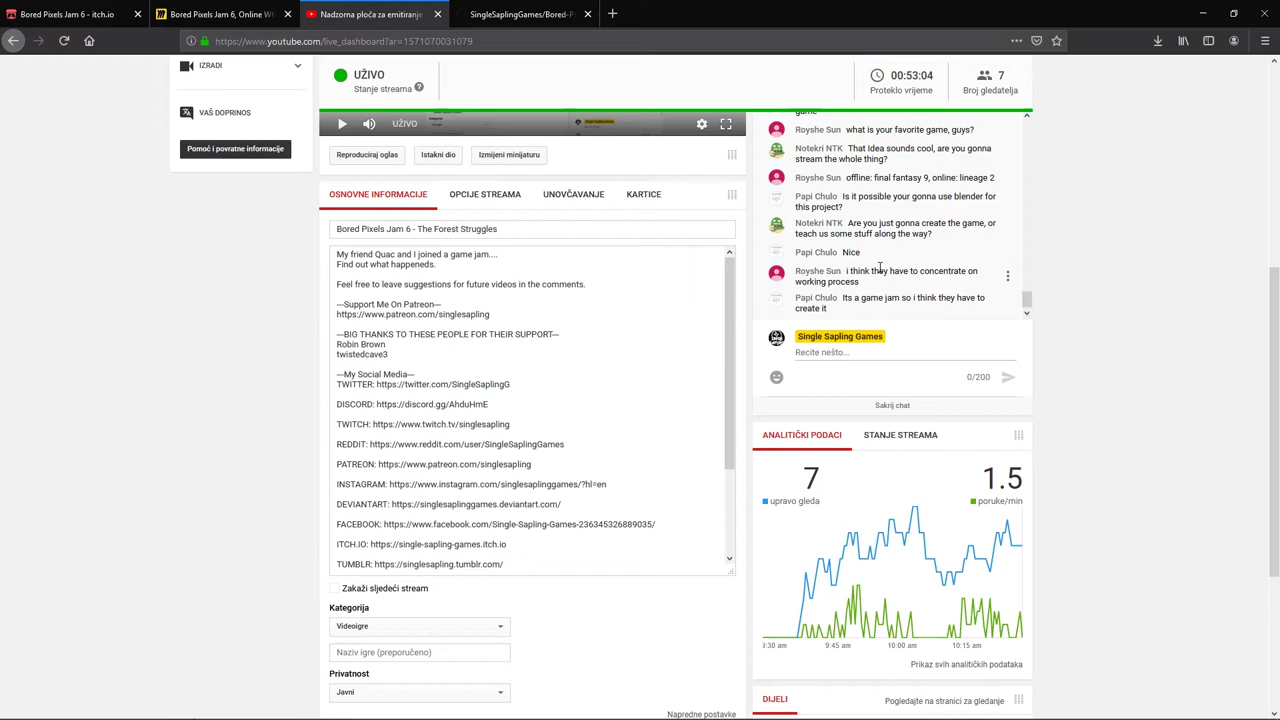 Bored Pixels Jam 6 - itch.io
Bored Pixels Jam 6, Online Wh
Nadzorna ploča za emitiranje
SingleSaplingGames/Bored-P
https://www.youtube.com/live_dashboard?ar=1571070031079
IZRADI
VAŠ DOPRINOS
Pomoć i povratne informacije
UŽIVO
Stanje streama
00:53:04
Proteklo vrijeme
7
Broj gledatelja
UŽIVO
Reproduciraj oglas
Istakni dio
Izmijeni minijaturu
OSNOVNE INFORMACIJE
OPCIJE STREAMA
UNOVČAVANJE
KARTICE
Bored Pixels Jam 6 - The Forest Struggles
My friend Quac and I joined a game jam....
Find out what happeneds.
Feel free to leave suggestions for future videos in the comments.
---Support Me On Patreon---
https://www.patreon.com/singlesapling
---BIG THANKS TO THESE PEOPLE FOR THEIR SUPPORT---
Robin Brown
twistedcave3
---My Social Media---
TWITTER: https://twitter.com/SingleSaplingG
DISCORD: https://discord.gg/AhduHmE
TWITCH: https://www.twitch.tv/singlesapling
REDDIT: https://www.reddit.com/user/SingleSaplingGames
PATREON: https://www.patreon.com/singlesapling
INSTAGRAM: https://www.instagram.com/singlesaplinggames/?hl=en
DEVIANTART: https://singlesaplinggames.deviantart.com/
FACEBOOK: https://www.facebook.com/Single-Sapling-Games-236345326889035/
ITCH.IO: https://single-sapling-games.itch.io
TUMBLR: https://singlesapling.tumblr.com/
Zakaži sljedeći stream
Kategorija
Videoigre
Naziv igre (preporučeno)
Privatnost
Javni
Napredne postavke
game
Royshe Sun what is your favorite game, guys?
Notekri NTK That Idea sounds cool, are you gonna
stream the whole thing?
Royshe Sun offline: final fantasy 9, online: lineage 2
Papi Chulo Is it possible your gonna use blender for
this project?
Notekri NTK Are you just gonna create the game, or
teach us some stuff along the way?
Papi Chulo Nice
Royshe Sun i think they have to concentrate on
working process
Papi Chulo Its a game jam so i think they have to
create it
Single Sapling Games
Recite nešto...
0/200
Sakrij chat
ANALITIČKI PODACI
STANJE STREAMA
7
upravo gleda
1.5
poruke/min
9:30 am
9:45 am
10:00 am
10:15 am
Prikaz svih analitičkih podataka
DIJELI
Pogledajte na stranici za gledanje